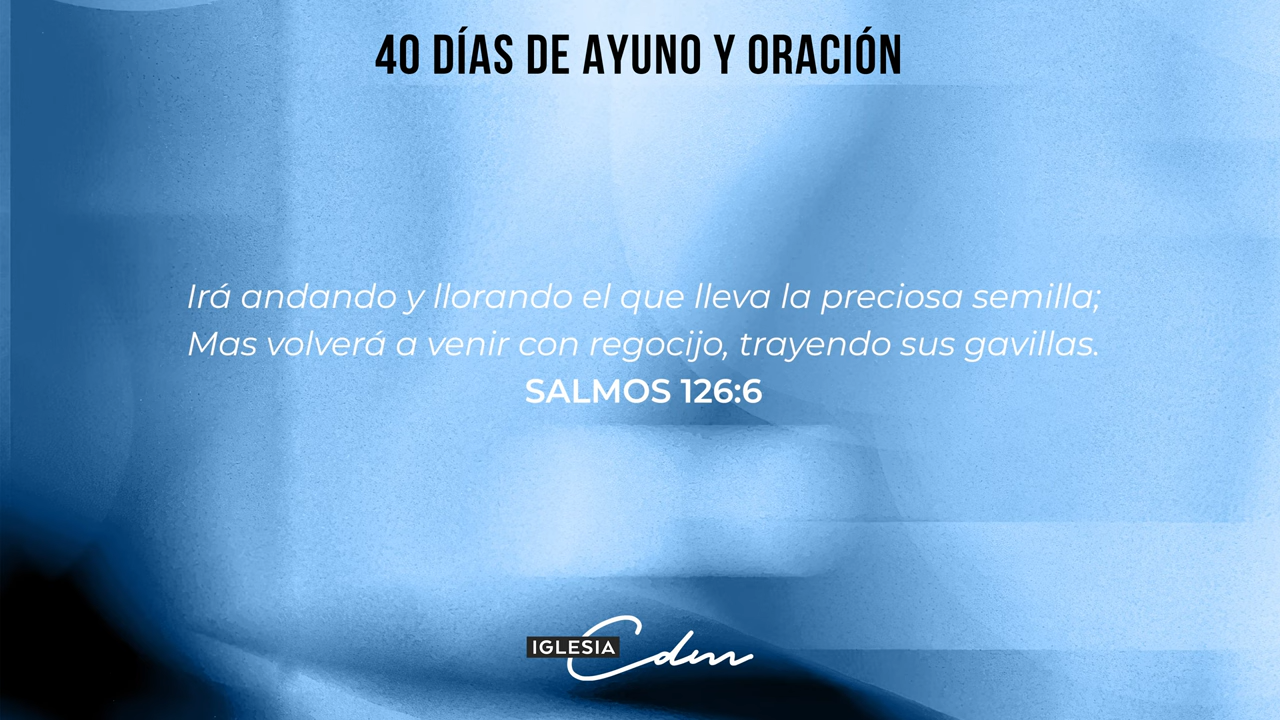 40 DÍAS DE AYUNO Y ORACIÓN
Irá andando y llorando el que lleva la preciosa semilla;
Mas volverá a venir con regocijo, trayendo sus gavillas.
SALMOS 126:6
IGLESIA Cdm